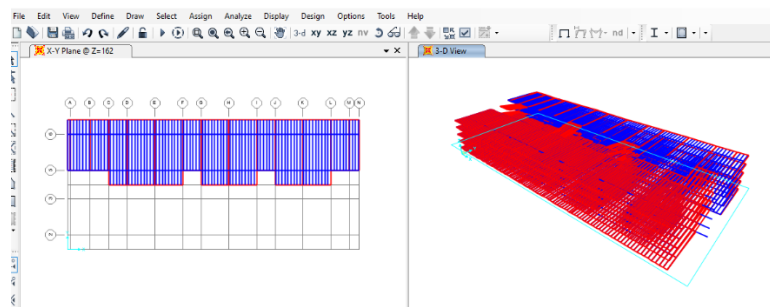 File Edit View Define Draw Select Assign Analyze Display Design Options Tools Help
3-d xy xz yz nv nd
X-Y Plane @ Z=162
3-D View
A B D E F G H I J K L M N